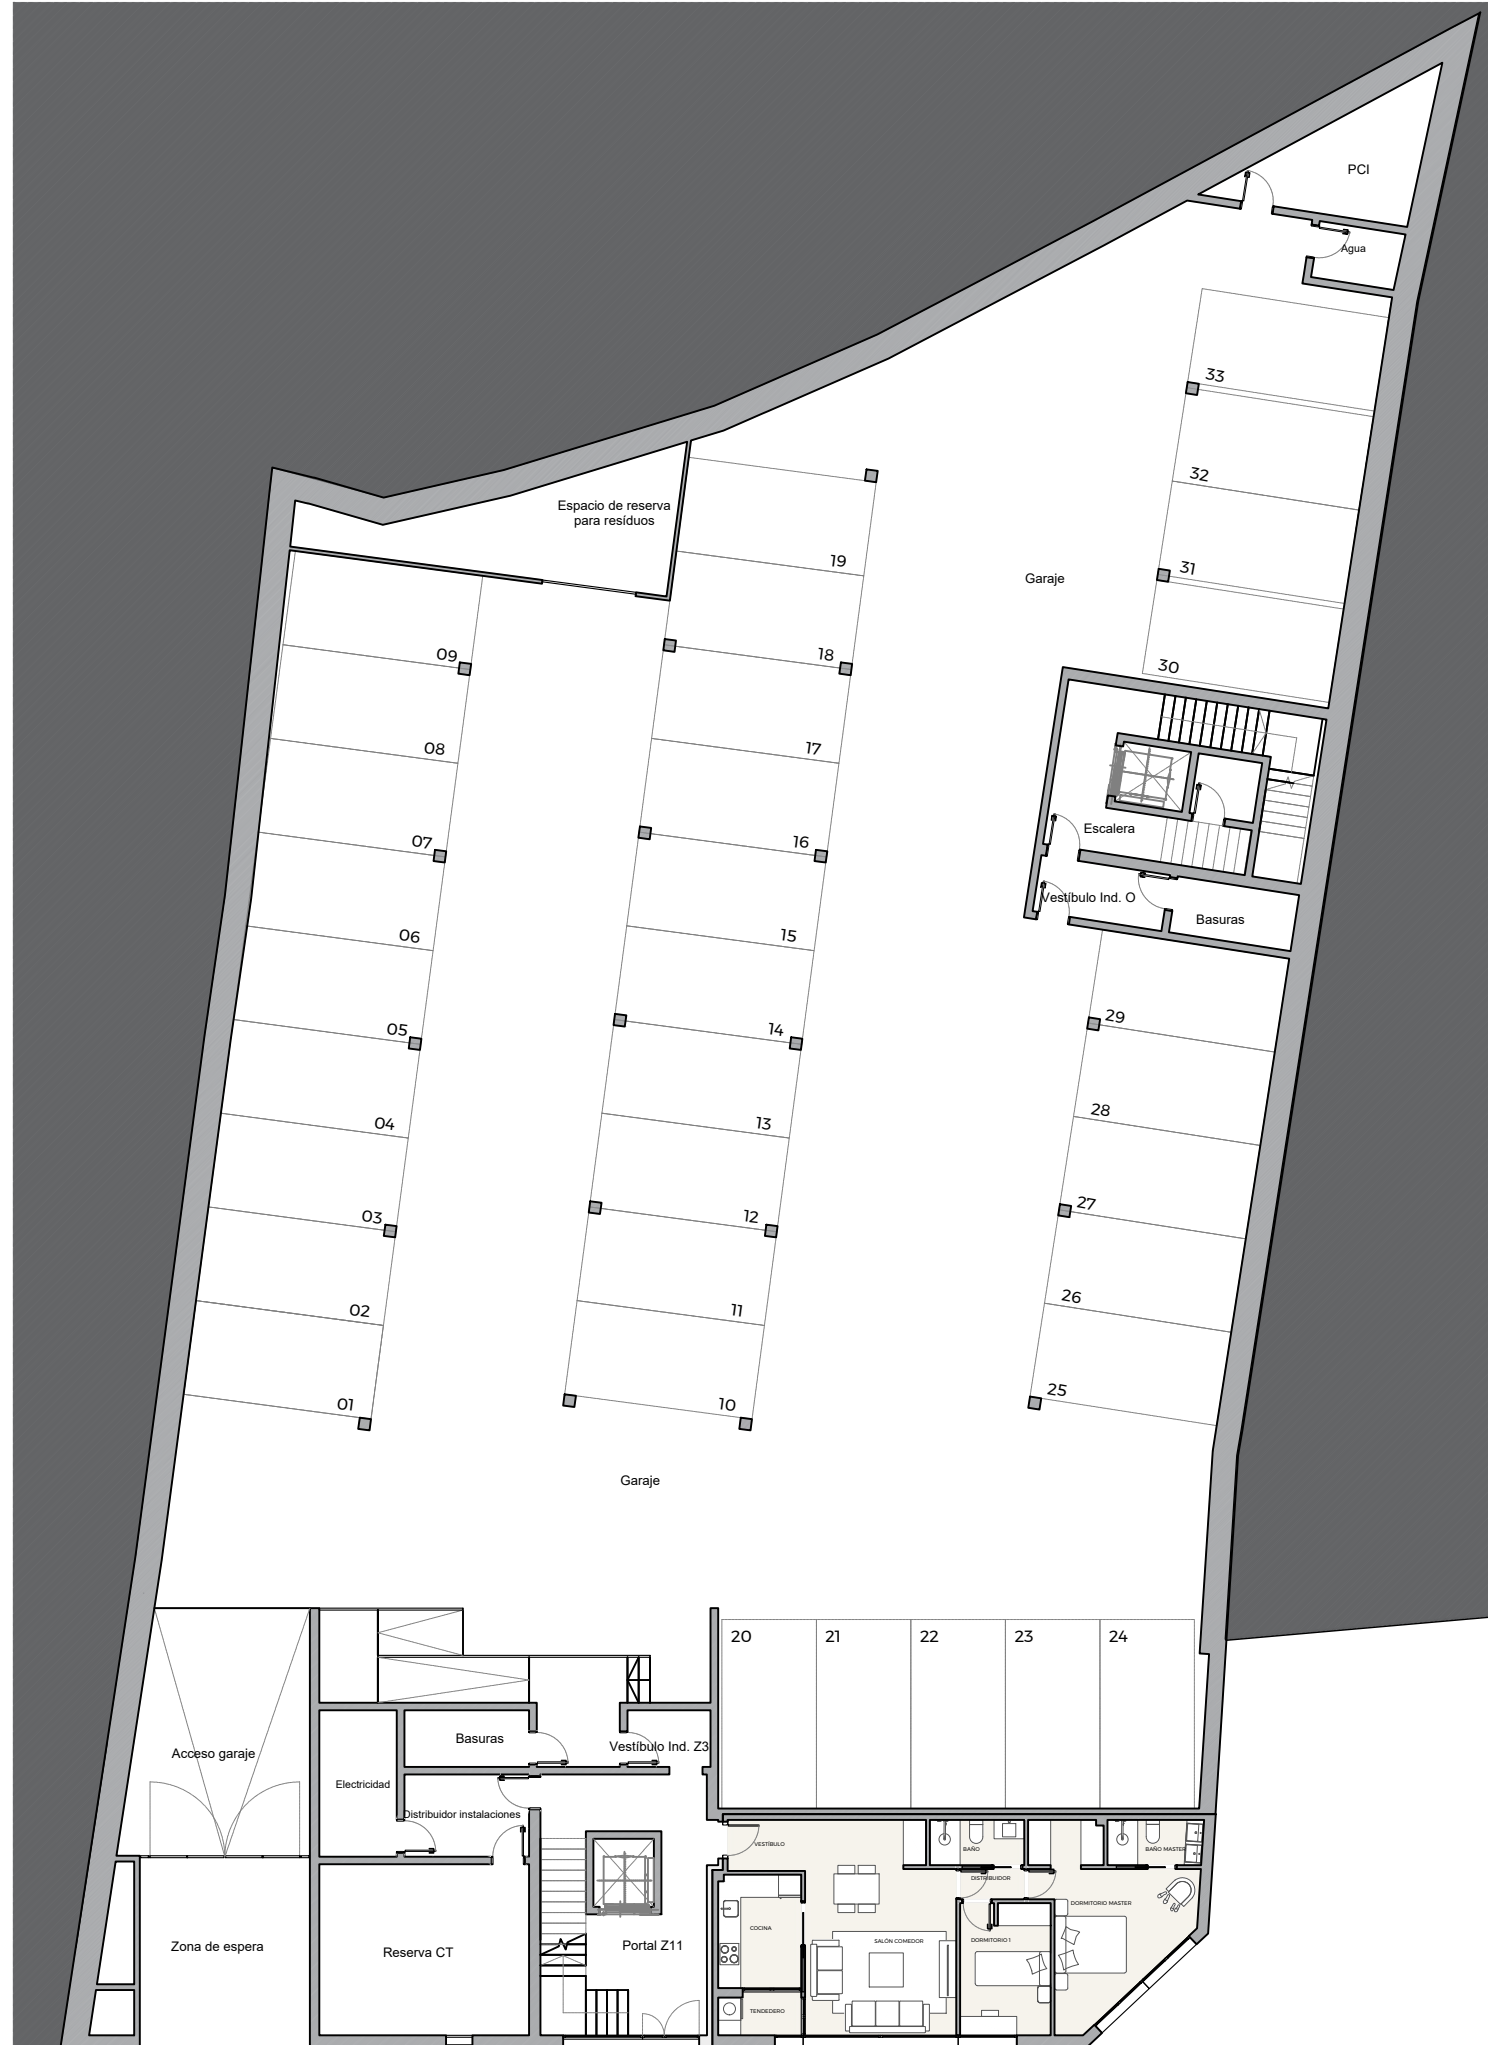 PCI
Agua
33
32
31
30
Espacio de reserva
para resíduos
19
Garaje
18
17
16
15
14
13
12
11
10
09
08
07
06
05
04
03
02
01
Escalera
Vestíbulo Ind. O
Basuras
29
28
27
26
25
Garaje
20
21
22
23
24
Acceso garaje
Basuras
Vestíbulo Ind. Z3
Electricidad
Distribuidor instalaciones
Zona de espera
Reserva CT
Portal Z11
VESTÍBULO
BAÑO
BAÑO MASTER
DISTRIBUIDOR
DORMITORIO MASTER
COCINA
SALÓN COMEDOR
DORMITORIO 1
TENDEDERO